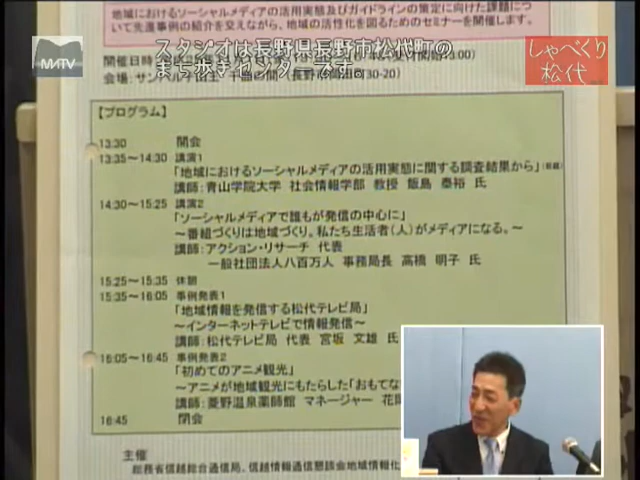 地域におけるソーシャルメディアの活用実態及びガイドラインの策定に向けた課題につ
いて先進事例の紹介を交えながら、地域の活性化を図るためのセミナーを開催します。
MTV
スタジオは長野県長野市松代町の
まち歩きセンターです。
しゃべくり
松代
開催日時
会場:
【プログラム】
13:30 開会
13:35～14:30 講演1
「地域におけるソーシャルメディアの活用実態に関する調査結果から」
講師:青山学院大学 社会情報学部 教授 飯島 泰裕 氏
14:30～15:25 講演2
「ソーシャルメディアで誰もが発信の中心に」
～番組づくりは地域づくり。私たち生活者(人)がメディアになる。～
講師:アクション・リサーチ 代表
一般社団法人八百万人 事務局長 高橋 明子 氏
15:25～15:35 休憩
15:35～16:05 事例発表1
「地域情報を発信する松代テレビ局」
～インターネットテレビで情報発信～
講師:松代テレビ局 代表 宮坂 文雄 氏
16:05～16:45 事例発表2
「初めてのアニメ観光」
～アニメが地域観光にもたらした「おもてな
講師:菱野温泉薬師館 マネージャー 花岡
16:45 閉会
主催
総務省信越総合通信局、信越情報通信懇談会地域情報化